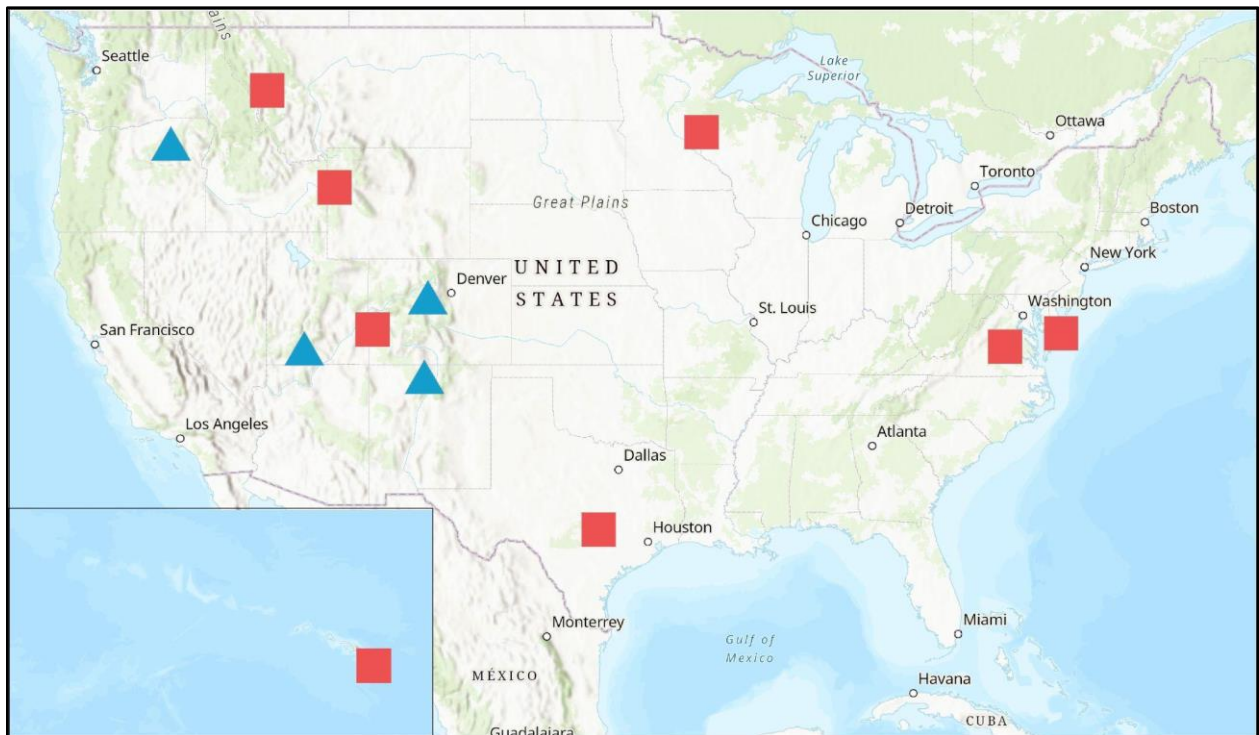 Plains
Seattle
Lake
Superior
Ottawa
Toronto
Great Plains
Boston
Detroit
Chicago
New York
UNITED
STATES
Denver
Washington
St. Louis
San Francisco
Los Angeles
Atlanta
Dallas
Houston
Monterrey
Miami
Gulf of
Mexico
MÉXICO
Havana
CUBA
Guadalajara